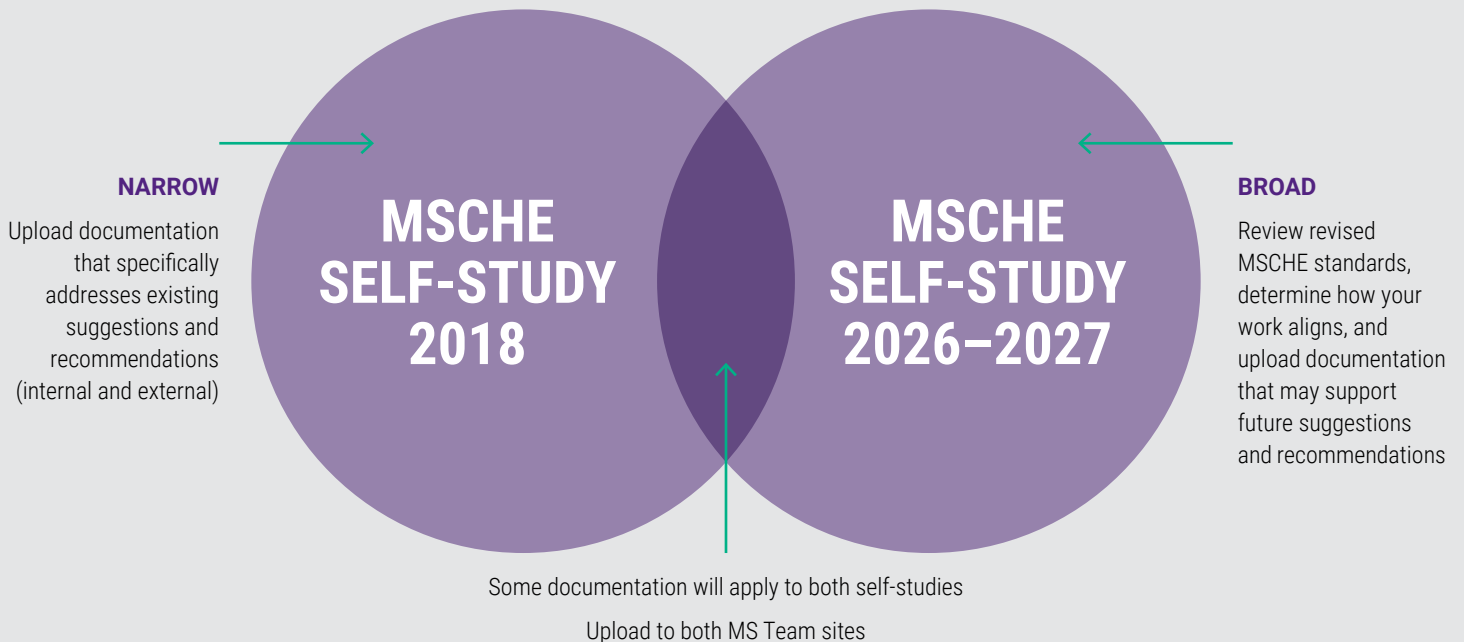 NARROW
Upload documentation
that specifically
addresses existing
suggestions and
recommendations
(internal and external)
MSCHE
SELF-STUDY
2018
MSCHE
SELF-STUDY
2026–2027
BROAD
Review revised
MSCHE standards,
determine how your
work aligns, and
upload documentation
that may support
future suggestions
and recommendations
Some documentation will apply to both self-studies
Upload to both MS Team sites